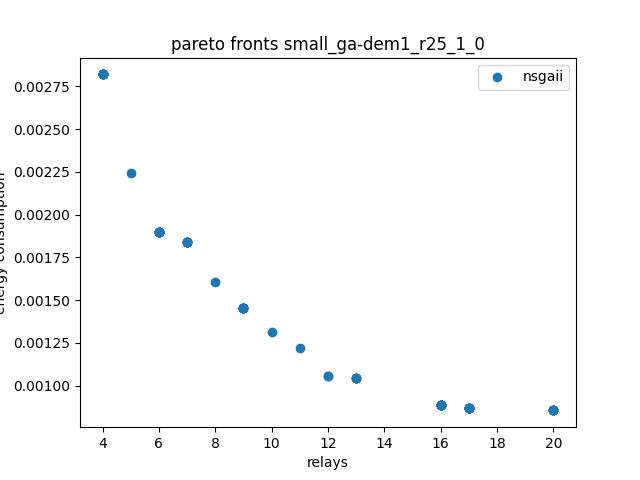 pareto fronts small_ga-dem1_r25_1_0
nsgaii
0.00275
0.00250
0.00225
0.00200
0.00175
0.00150
0.00125
0.00100
energy consumption
4 6 8 10 12 14 16 18 20
relays